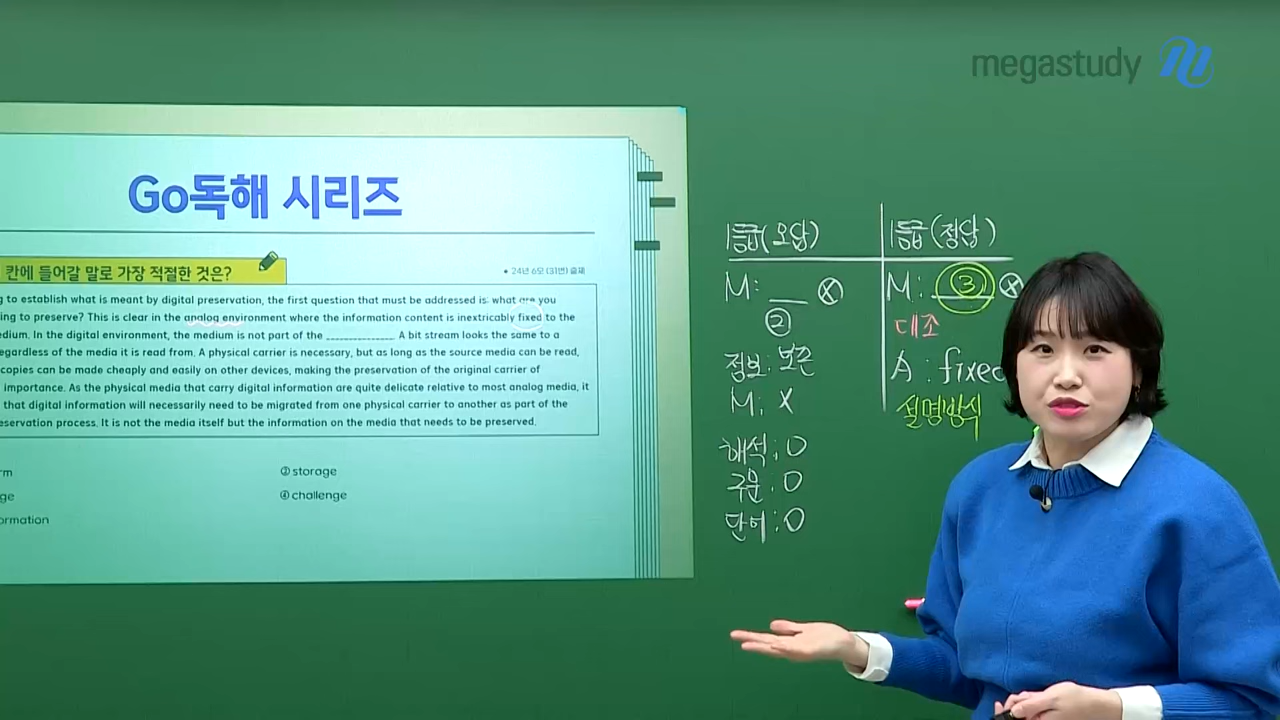 megastudy
Go독해 시리즈
칸에 들어갈 말로 가장 적절한 것은?
• 24년 6모 (31번) 출제
g to establish what is meant by digital preservation, the first question that must be addressed is: what are you
ing to preserve? This is clear in the analog environment where the information content is inextricably fixed to the
edium. In the digital environment, the medium is not part of the ______________. A bit stream looks the same to a
egardless of the media it is read from. A physical carrier is necessary, but as long as the source media can be read,
copies can be made cheaply and easily on other devices, making the preservation of the original carrier of
importance. As the physical media that carry digital information are quite delicate relative to most analog media, it
that digital information will necessarily need to be migrated from one physical carrier to another as part of the
eservation process. It is not the media itself but the information on the media that needs to be preserved.
rm
② storage
ge
④ challenge
ormation
1등급(오답)
M: __ ⓧ
②
정보: 보존
M: X
해석: O
구문: O
단어: O
1등급(정답)
M: ③ ⓧ
대조
A: fixed
설명방식